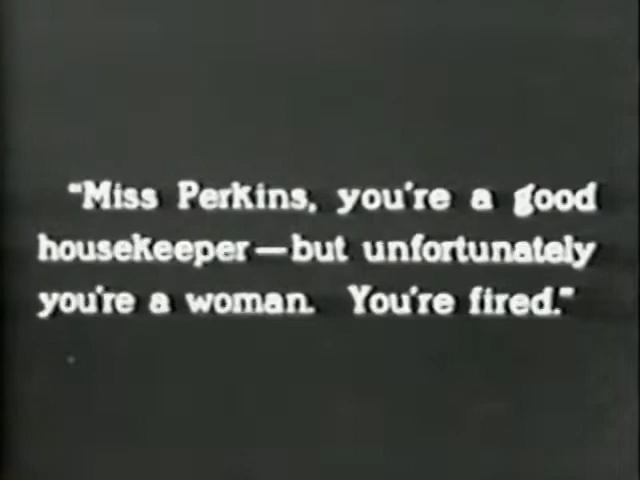 "Miss Perkins, you're a good
housekeeper—but unfortunately
you're a woman. You're fired."